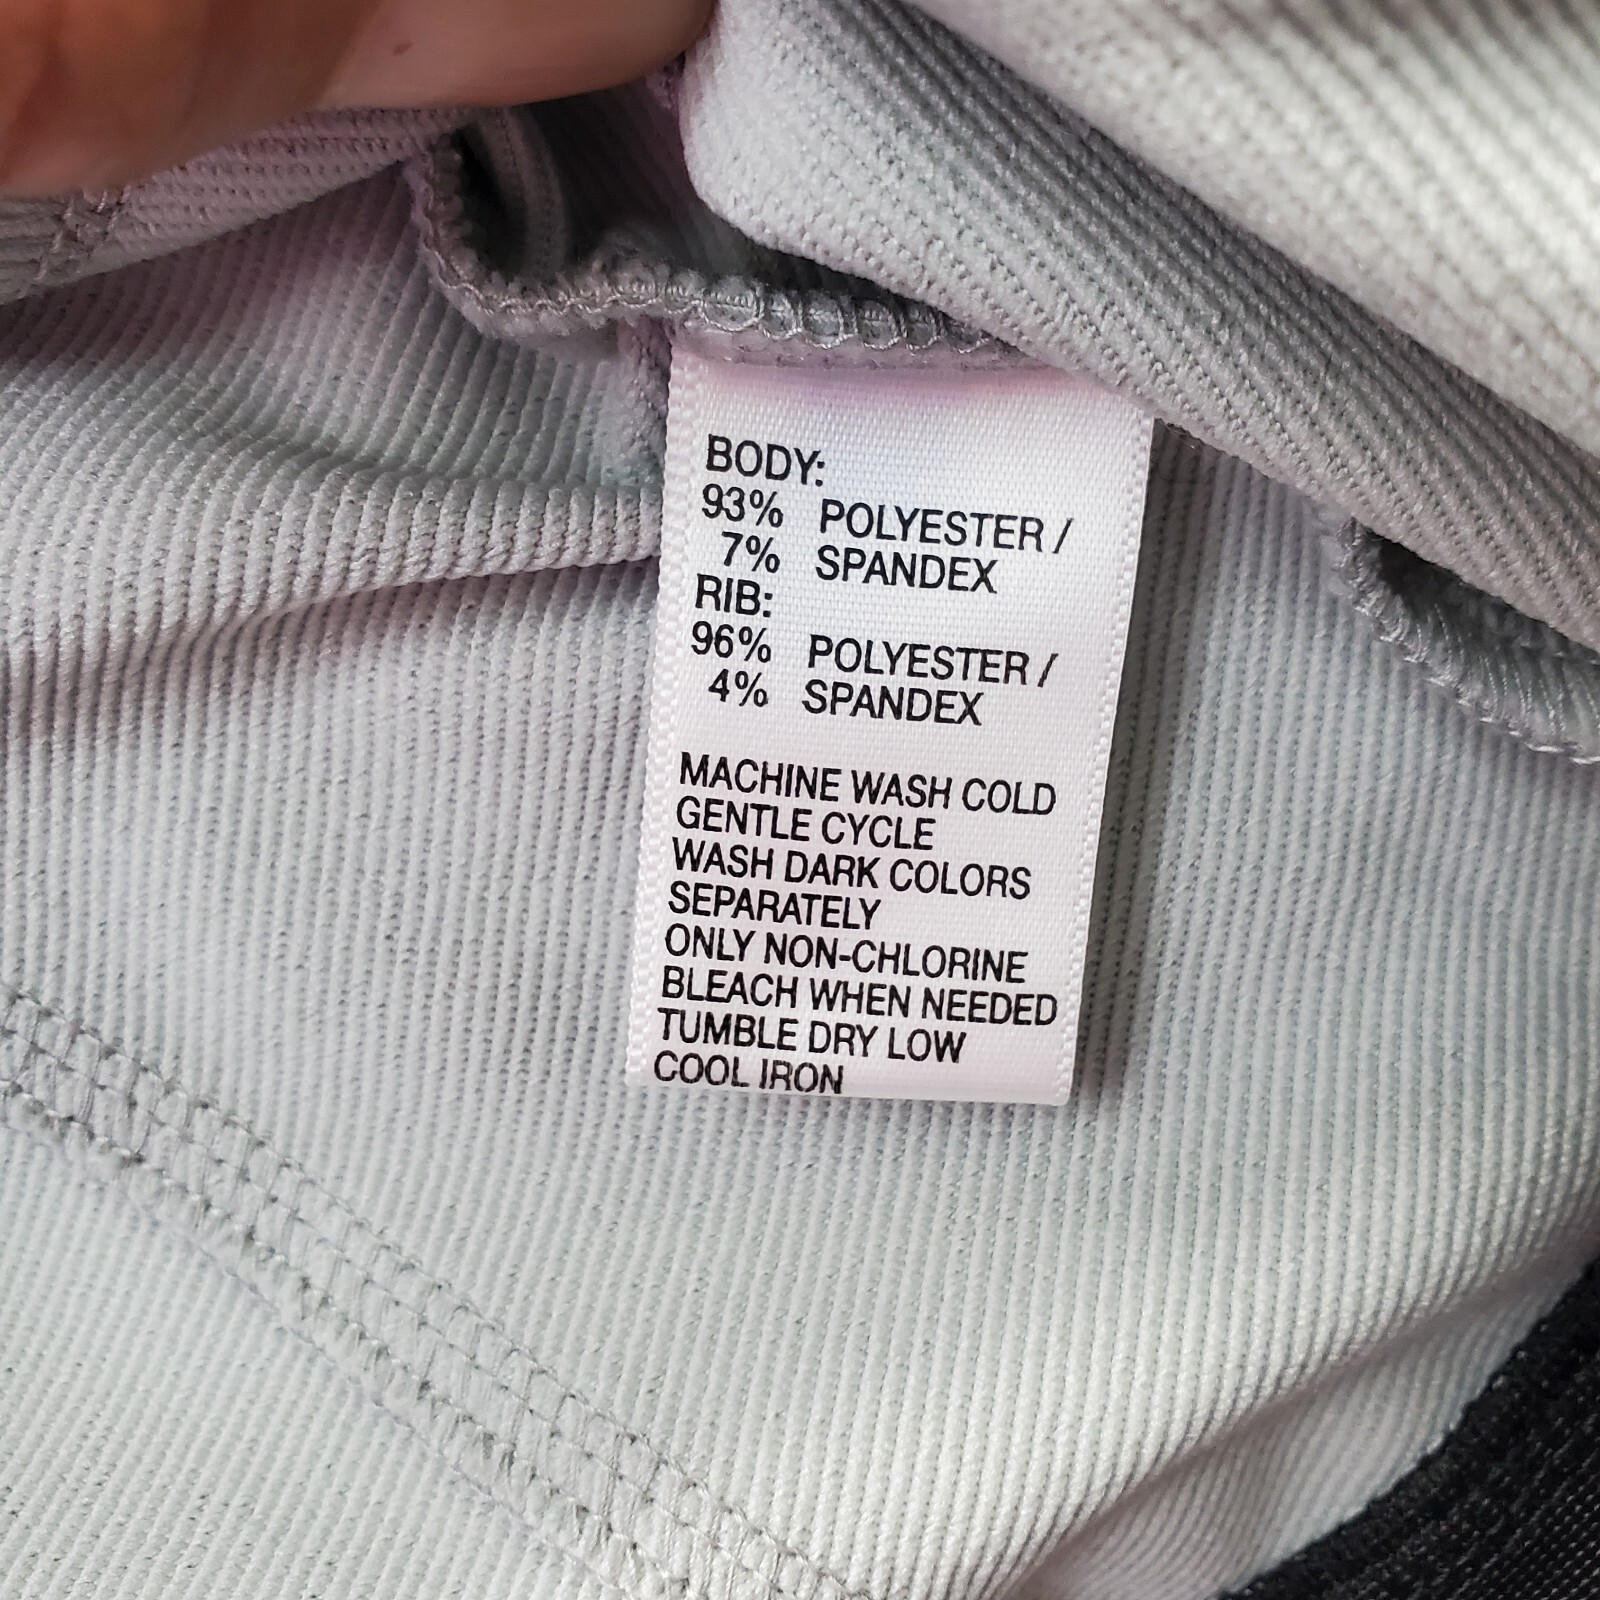 BODY:
93% POLYESTER /
7% SPANDEX
RIB:
96% POLYESTER /
4% SPANDEX
MACHINE WASH COLD
GENTLE CYCLE
WASH DARK COLORS
SEPARATELY
ONLY NON-CHLORINE
BLEACH WHEN NEEDED
TUMBLE DRY LOW
COOL IRON